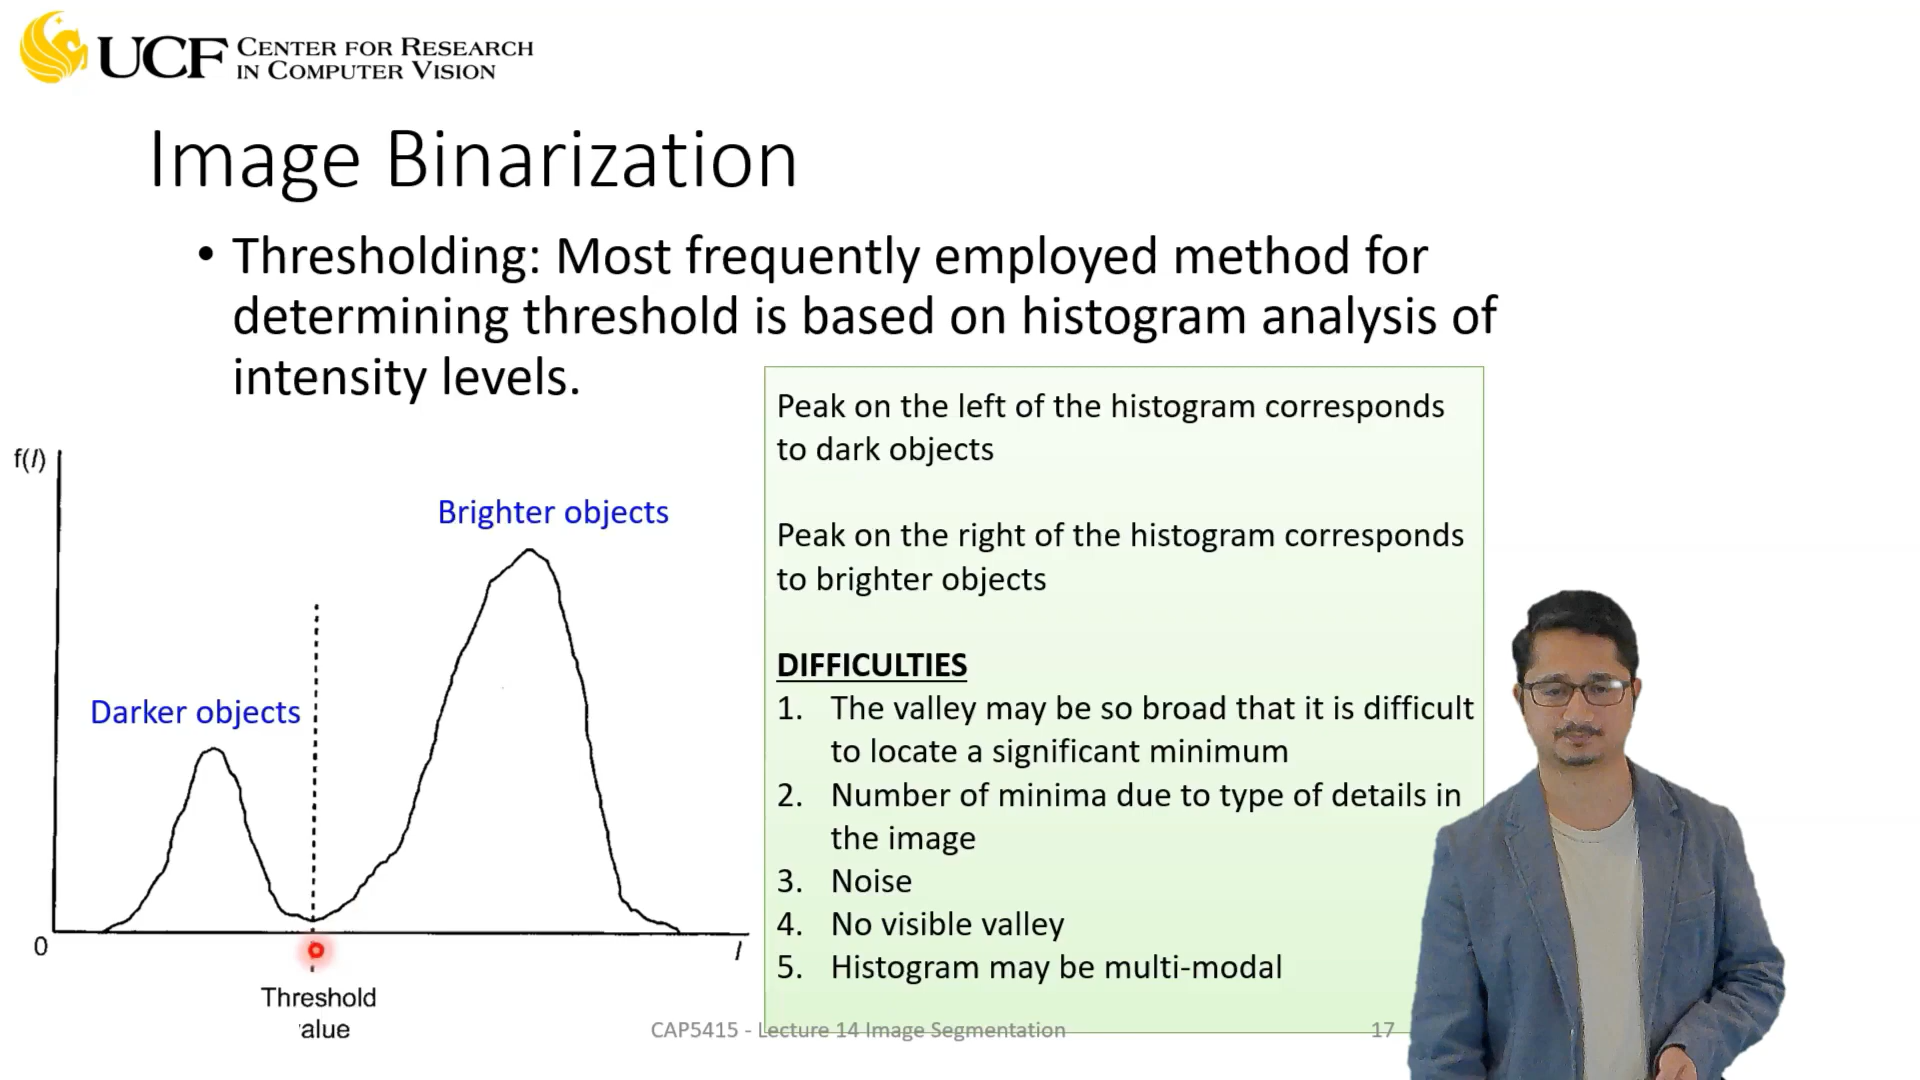 UCF CENTER FOR RESEARCH
IN COMPUTER VISION
Image Binarization
• Thresholding: Most frequently employed method for
determining threshold is based on histogram analysis of
intensity levels.
f(l)
Brighter objects
Darker objects
0
l
Threshold
alue
Peak on the left of the histogram corresponds
to dark objects
Peak on the right of the histogram corresponds
to brighter objects
DIFFICULTIES
1. The valley may be so broad that it is difficult
to locate a significant minimum
2. Number of minima due to type of details in
the image
3. Noise
4. No visible valley
5. Histogram may be multi-modal
CAP5415 - Lecture 14 Image Segmentation
17